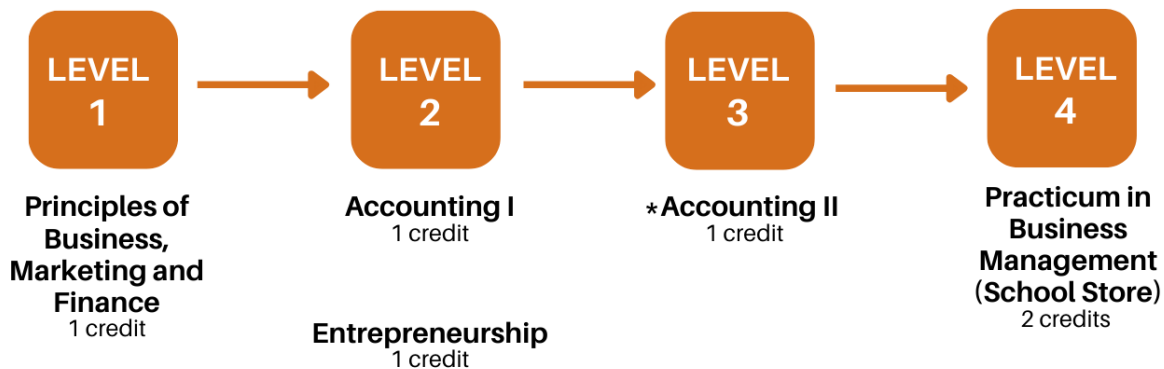 LEVEL
1
LEVEL
2
LEVEL
3
LEVEL
4
Principles of
Business,
Marketing and
Finance
1 credit
Accounting I
1 credit
Entrepreneurship
1 credit
*Accounting II
1 credit
Practicum in
Business
Management
(School Store)
2 credits